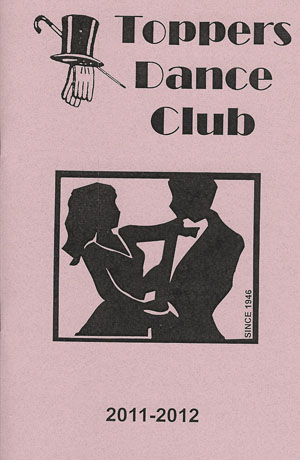 Toppers
Dance
Club
SINCE 1946
2011-2012